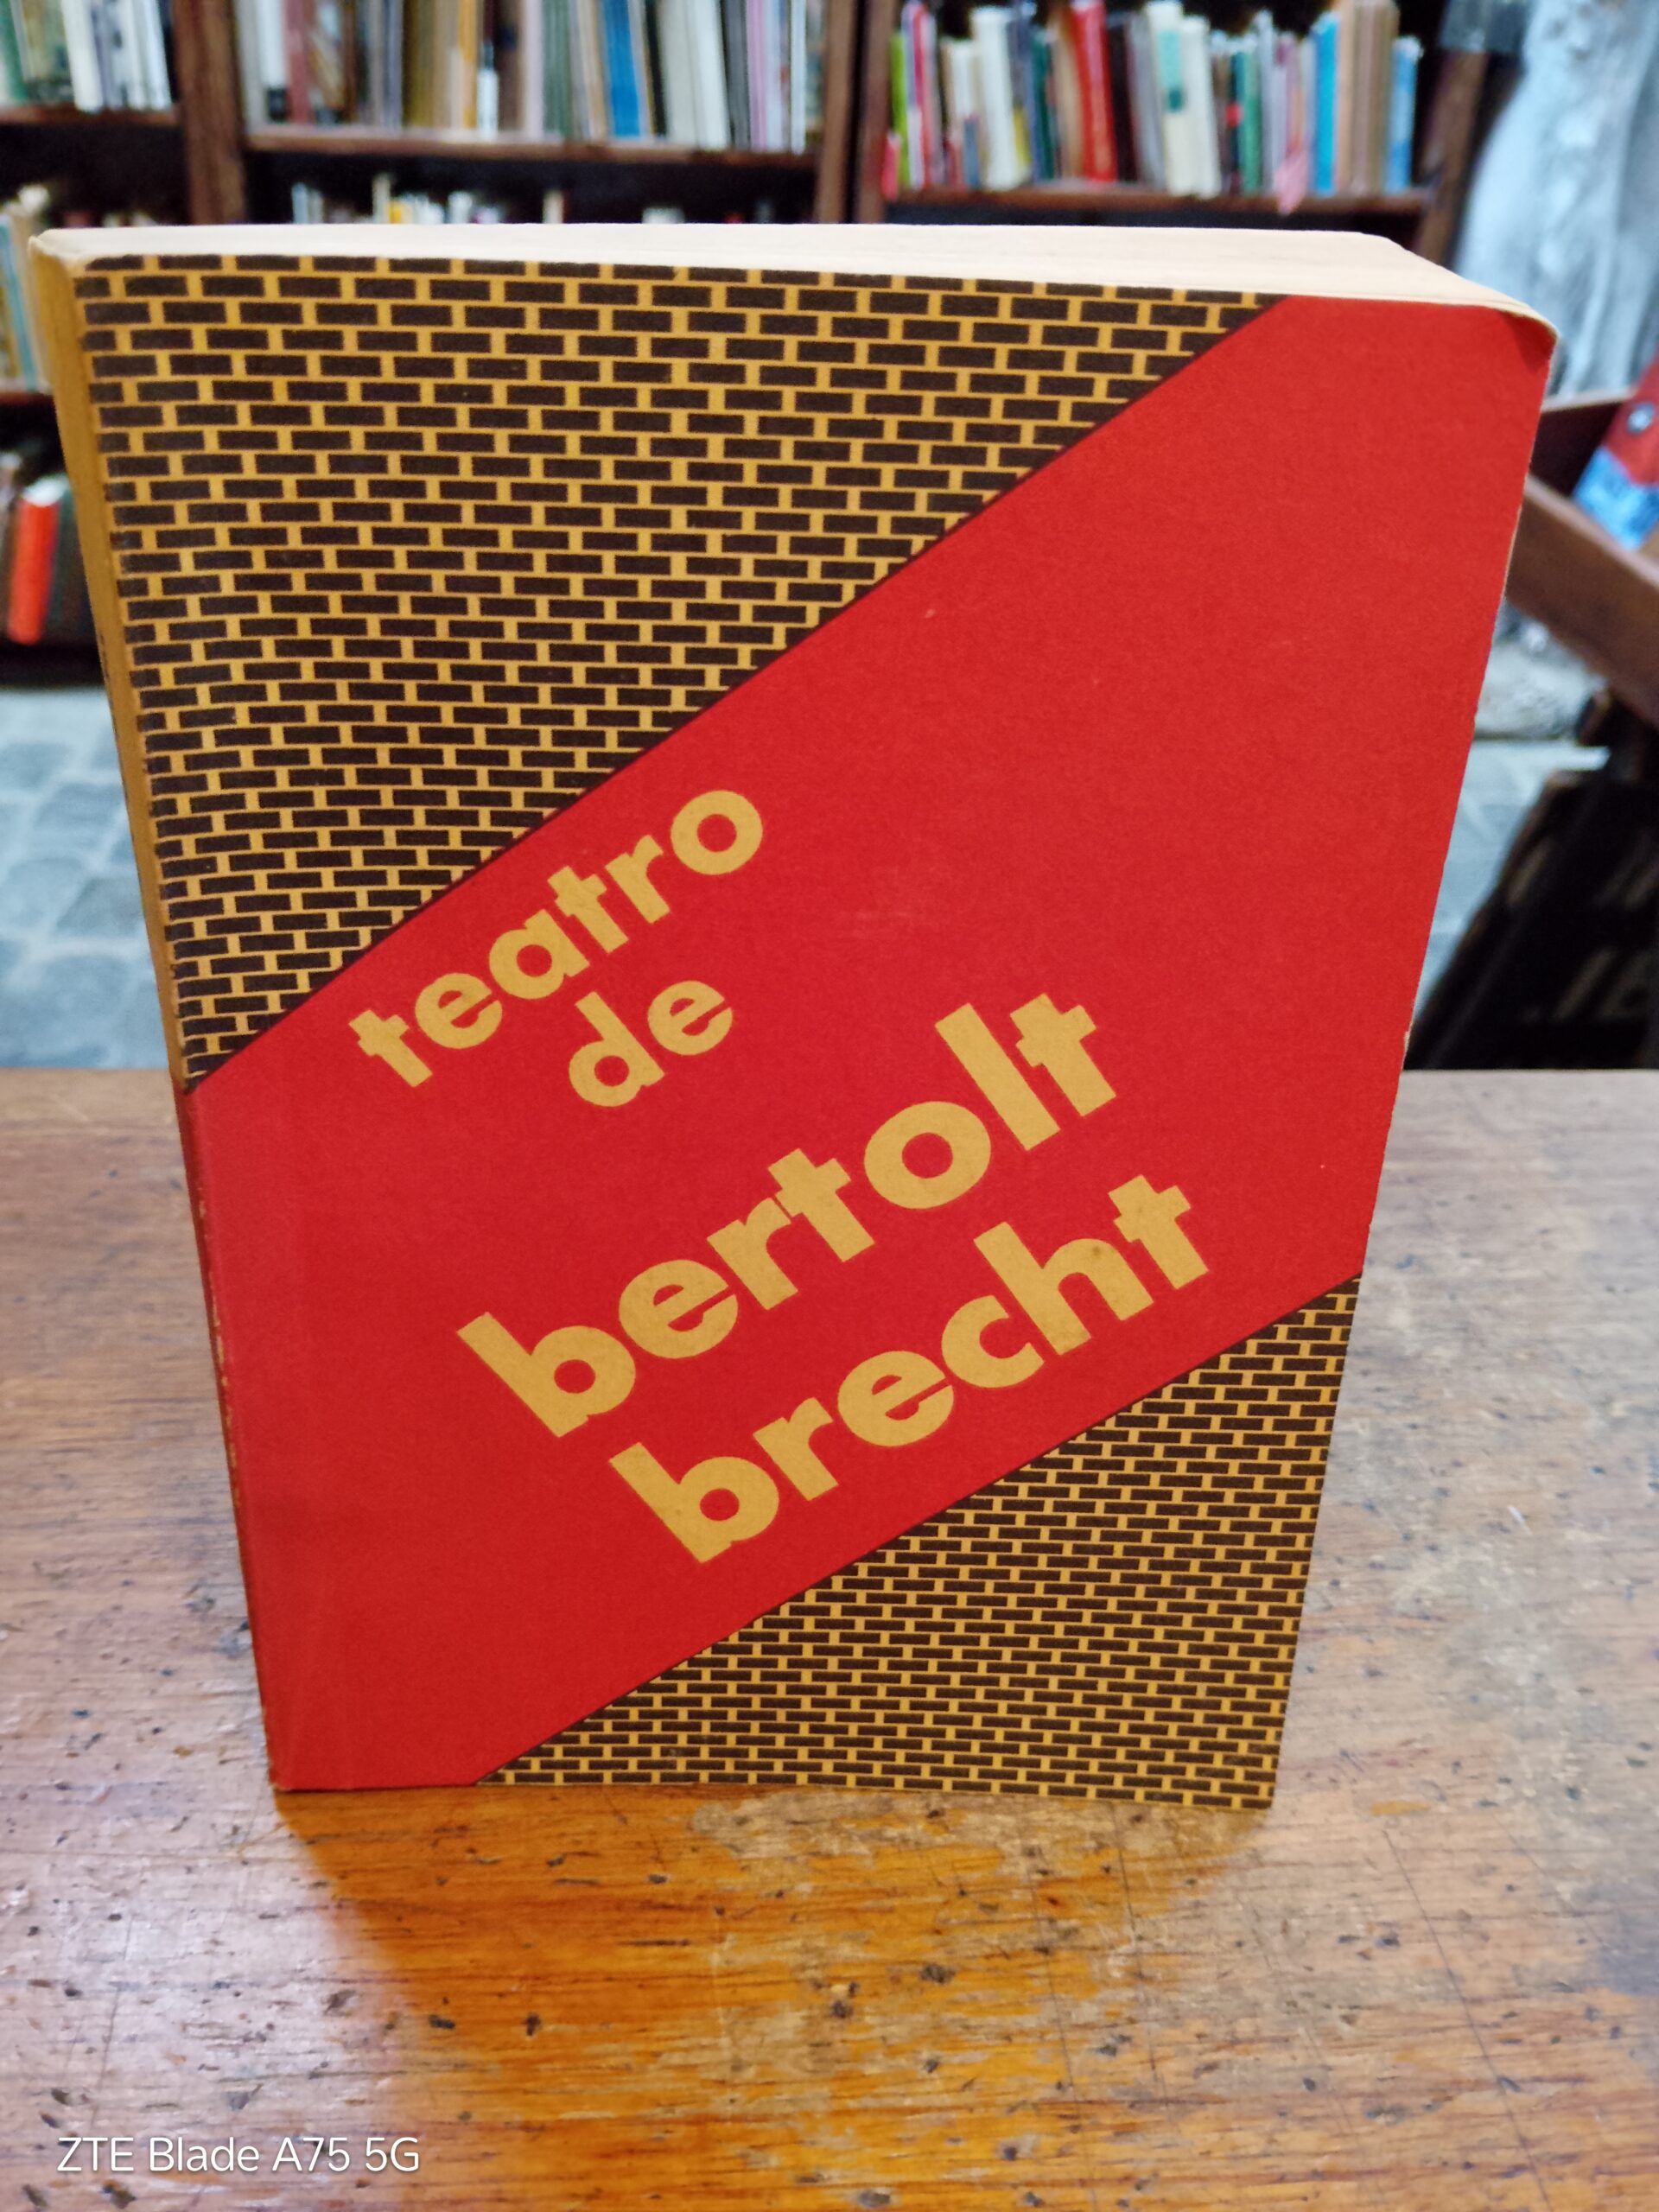 teatro
de
bertolt
brecht
ZTE Blade A75 5G